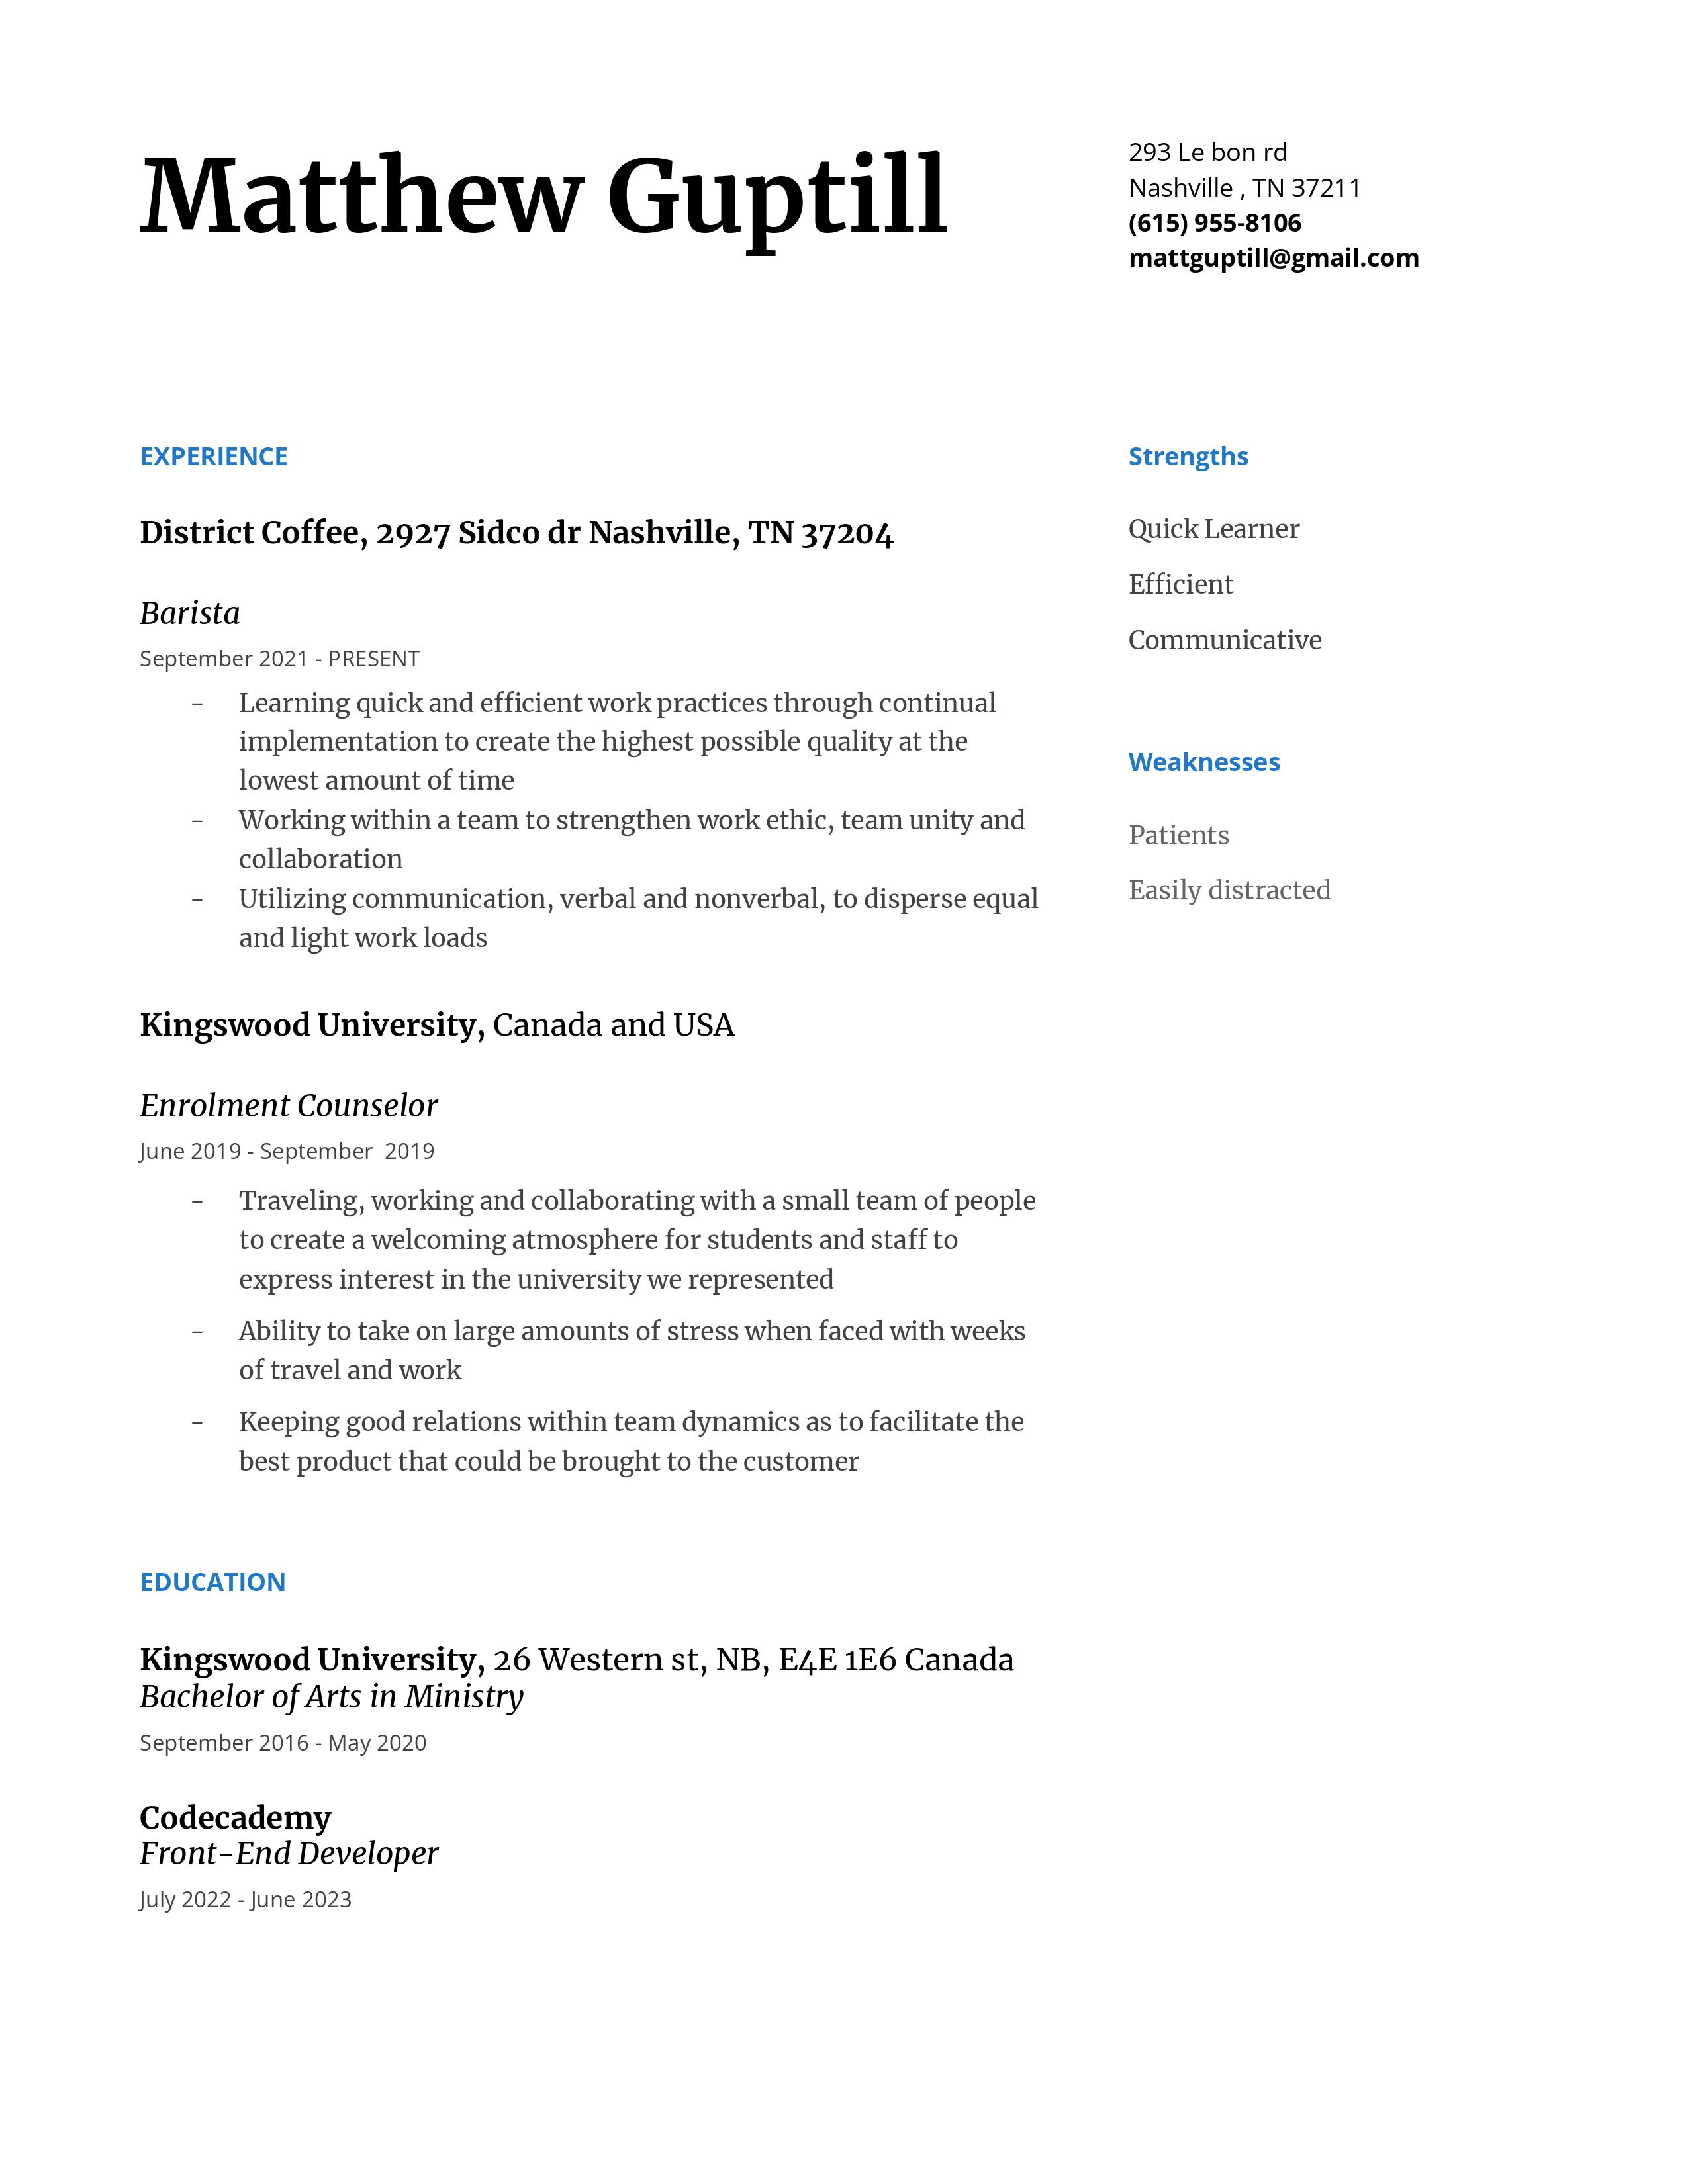 Matthew Guptill
293 Le bon rd
Nashville , TN 37211
(615) 955-8106
mattguptill@gmail.com
EXPERIENCE
District Coffee, 2927 Sidco dr Nashville, TN 37204
Barista
September 2021 - PRESENT
- Learning quick and efficient work practices through continual
implementation to create the highest possible quality at the
lowest amount of time
- Working within a team to strengthen work ethic, team unity and
collaboration
- Utilizing communication, verbal and nonverbal, to disperse equal
and light work loads
Kingswood University, Canada and USA
Enrolment Counselor
June 2019 - September  2019
- Traveling, working and collaborating with a small team of people
to create a welcoming atmosphere for students and staff to
express interest in the university we represented
- Ability to take on large amounts of stress when faced with weeks
of travel and work
- Keeping good relations within team dynamics as to facilitate the
best product that could be brought to the customer
EDUCATION
Kingswood University, 26 Western st, NB, E4E 1E6 Canada
Bachelor of Arts in Ministry
September 2016 - May 2020
Codecademy
Front-End Developer
July 2022 - June 2023
Strengths
Quick Learner
Efficient
Communicative
Weaknesses
Patients
Easily distracted